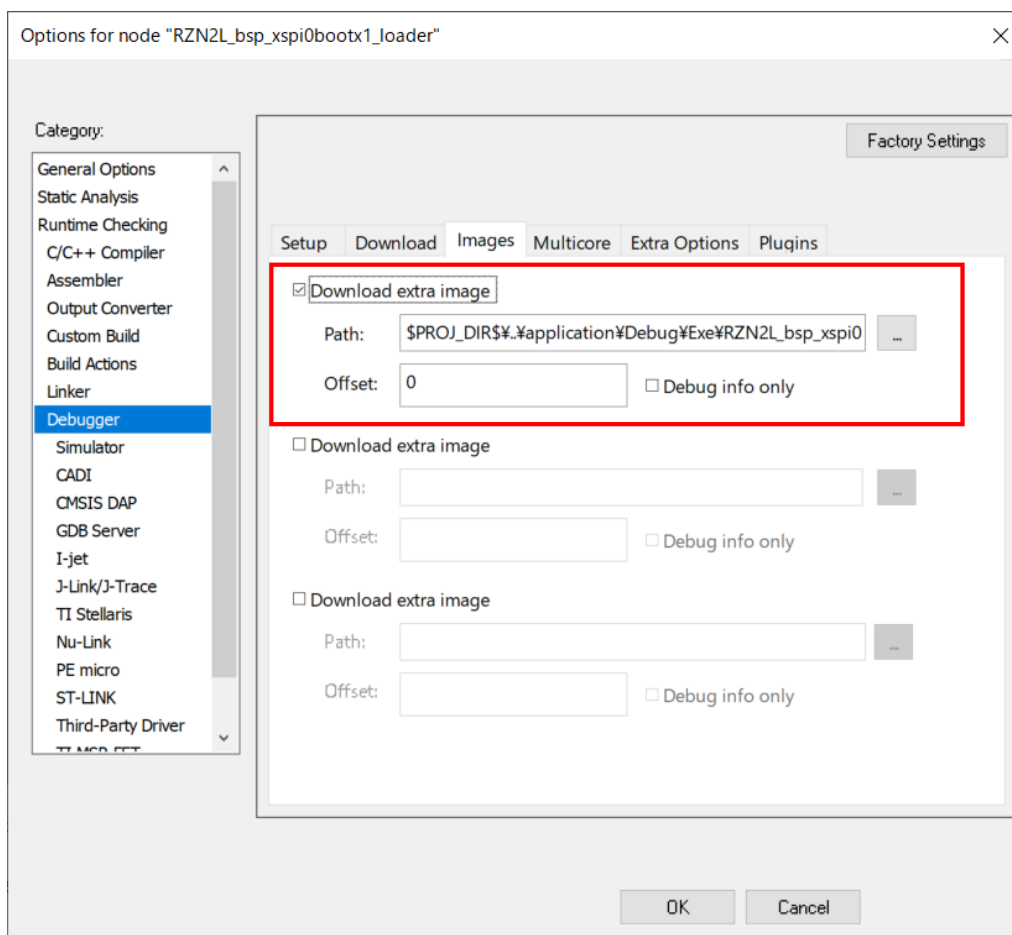 Options for node "RZN2L_bsp_xspi0bootx1_loader"
Category:
Factory Settings
General Options
Static Analysis
Runtime Checking
C/C++ Compiler
Assembler
Output Converter
Custom Build
Build Actions
Linker
Debugger
Simulator
CADI
CMSIS DAP
GDB Server
I-jet
J-Link/J-Trace
TI Stellaris
Nu-Link
PE micro
ST-LINK
Third-Party Driver
TI MSP FET
Setup Download Images Multicore Extra Options Plugins
Download extra image
Path: $PROJ_DIR$¥..¥application¥Debug¥Exe¥RZN2L_bsp_xspi0 ...
Offset: 0 Debug info only
Download extra image
Path: ...
Offset: Debug info only
Download extra image
Path: ...
Offset: Debug info only
OK Cancel